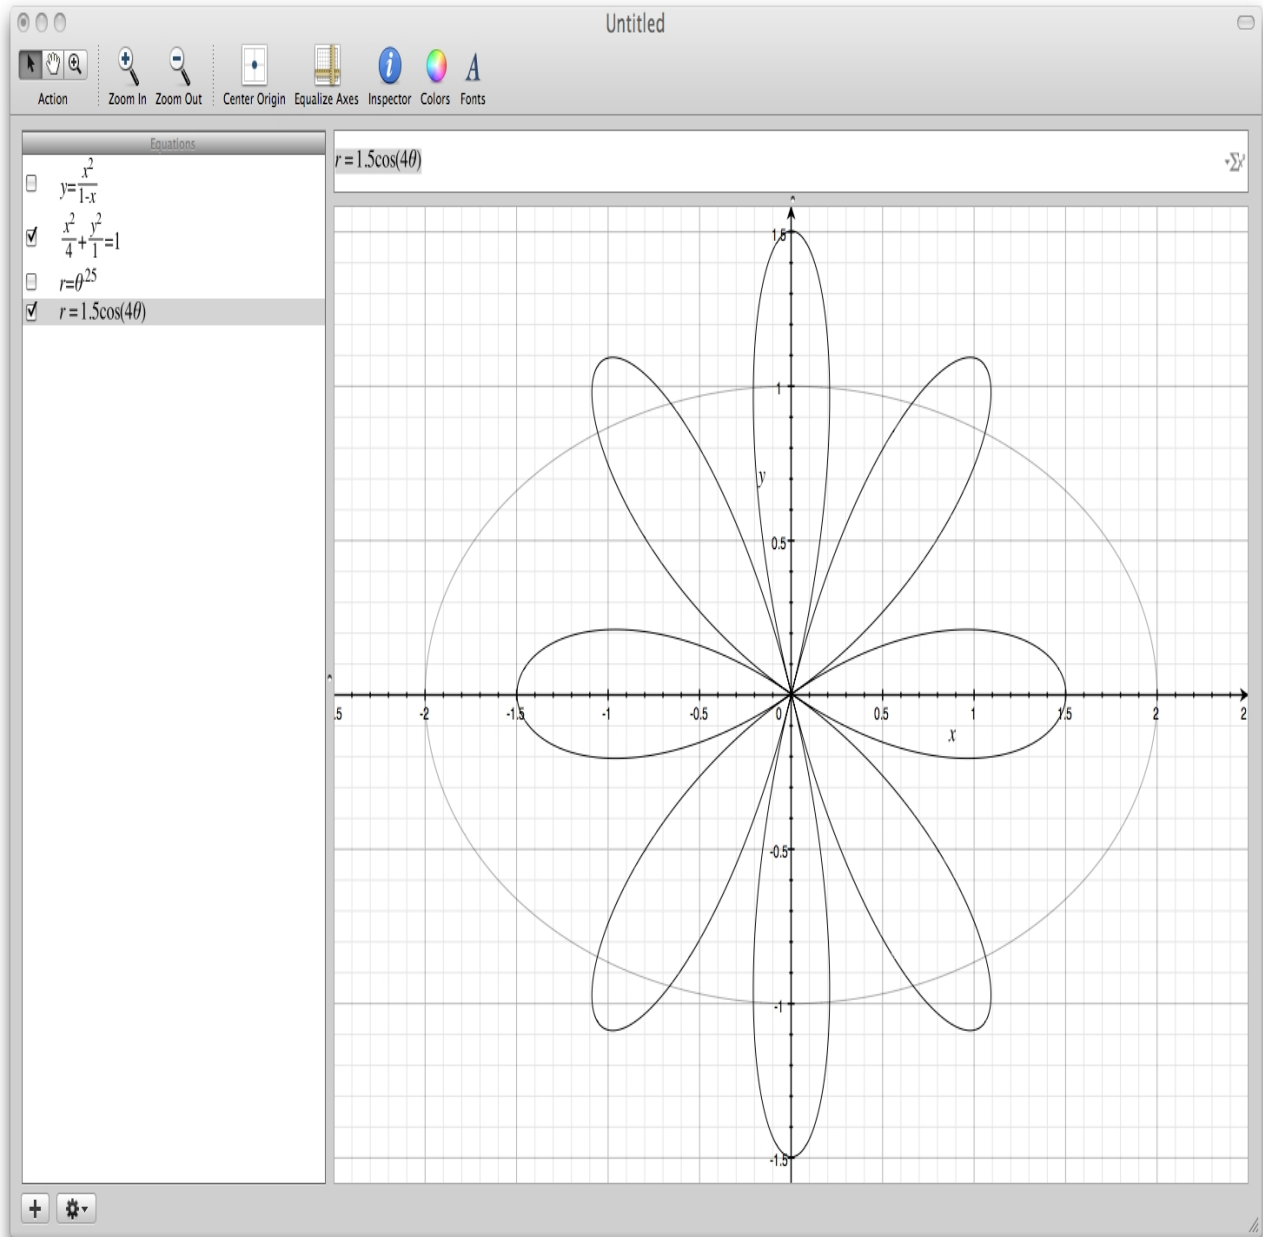 Untitled
Action Zoom In Zoom Out Center Origin Equalize Axes Inspector Colors Fonts
Equations
y=x²/1-x
x²/4+y²/1=1
r=θ^.25
r=1.5cos(4θ)
r=1.5cos(4θ)
1.5
1
y
0.5
.5 -2 -1.5 -1 -0.5 0 0.5 1.5 2 2
x
-0.5
-1
-1.5